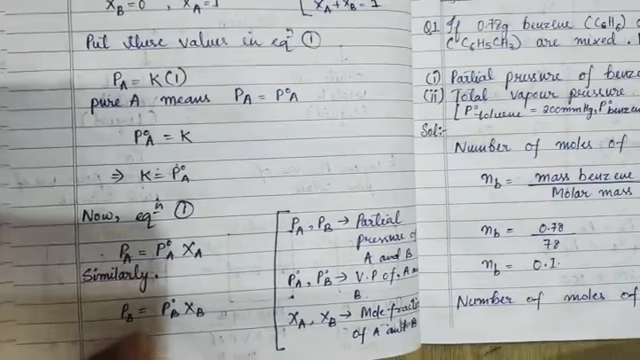 X_B = 0 , X_A = 1
[ X_A + X_B = 1
Put these values in eqⁿ ①
P_A = K(1)
pure A means P_A = P°_A
P°_A = K
⇒ K = P°_A
Now, eqⁿ ①
P_A = P°_A X_A
Similarly,
P_B = P°_B X_B
P_A, P_B → Partial
pressure of
A and B
P°_A, P°_B → V.P of A and
B.
X_A, X_B → Mole
of A and B
Q1 If 0.78g benzene (C6H6)
(C6H5CH3) are mixed.
(i) Partial pressure of
(ii) Total vapour pressure
[P°toluene = 200mmHg, P°
Sol:-
Number of moles of
n_b = mass benzene
Molar mass
n_b = 0.78
78
n_b = 0.1
Number of moles of